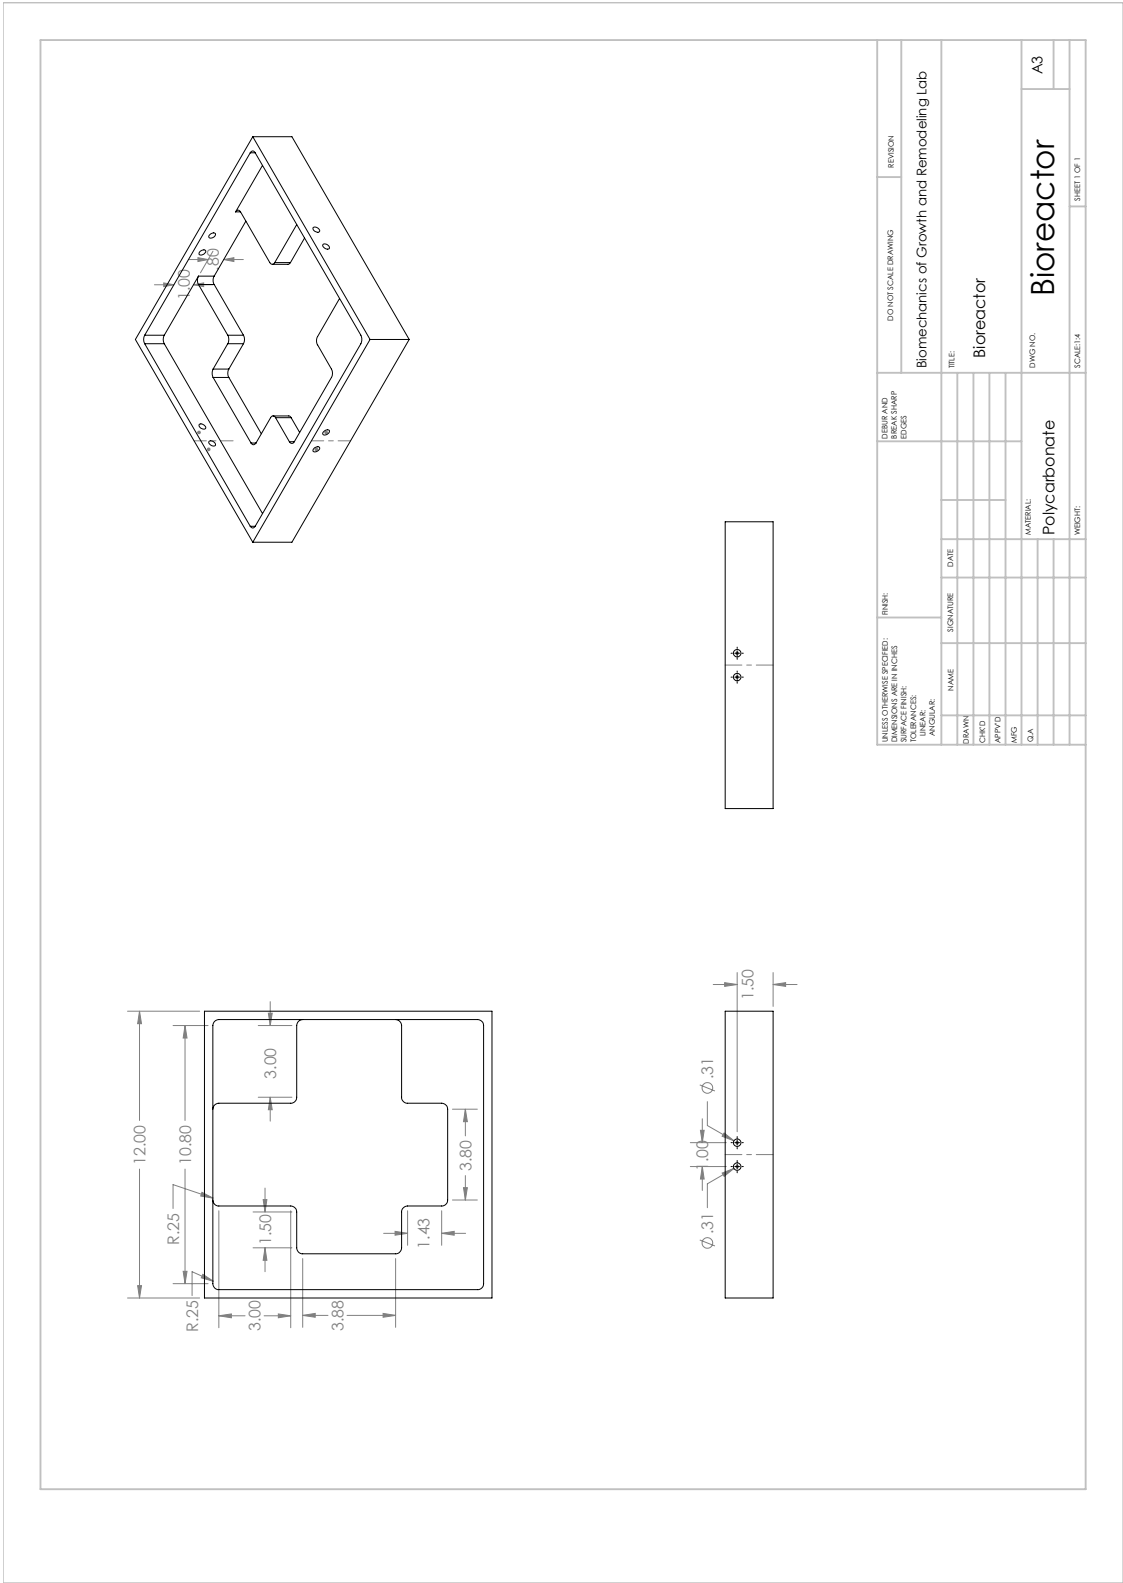 12.00
10.80
R.25
R.25
3.00
1.50
3.00
3.88
1.43
3.80
1.00
.80
Ø.31
1.00
Ø.31
1.50
UNLESS OTHERWISE SPECIFIED:
DIMENSIONS ARE IN INCHES
SURFACE FINISH:
TOLERANCES:
LINEAR:
ANGULAR:
FINISH:
DEBUR AND
BREAK SHARP
EDGES
DO NOT SCALE DRAWING
REVISION
Biomechanics of Growth and Remodeling Lab
NAME
SIGNATURE
DATE
DRAWN
CHK'D
APPV'D
MFG
Q.A
TITLE:
Bioreactor
MATERIAL:
Polycarbonate
DWG NO.
Bioreactor
A3
WEIGHT:
SCALE:1:4
SHEET 1 OF 1